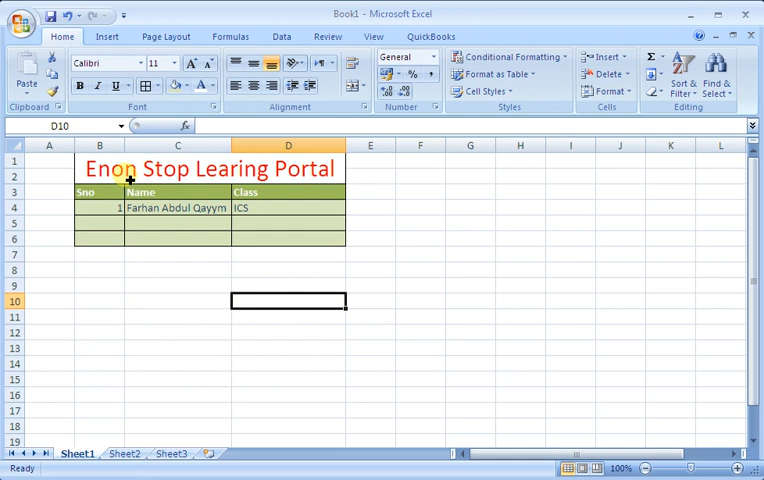 Book1 - Microsoft Excel
Home Insert Page Layout Formulas Data Review View QuickBooks
Paste
Calibri 11
B I U A
General
% ,
Conditional Formatting
Format as Table
Cell Styles
Insert
Delete
Format
Σ
Sort & Filter
Find & Select
Clipboard Font Alignment Number Styles Cells Editing
D10 fx
A B C D E F G H I J K L
1 Enon Stop Learing Portal
2
3 Sno Name Class
4 1 Farhan Abdul Qayym ICS
5
6
7
8
9
10
11
12
13
14
15
16
17
18
19
Sheet1 Sheet2 Sheet3
Ready 100%